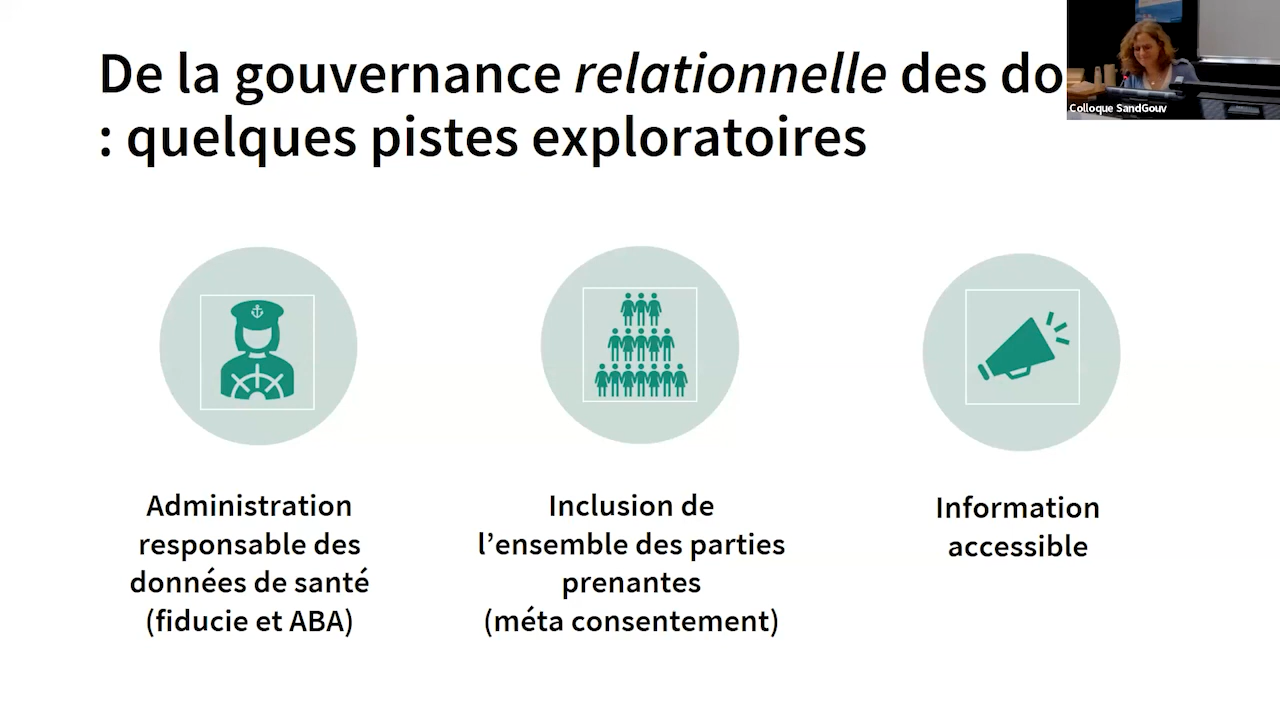 De la gouvernance relationnelle des do
: quelques pistes exploratoires
Colloque SandGouv
Administration
responsable des
données de santé
(fiducie et ABA)
Inclusion de
l’ensemble des parties
prenantes
(méta consentement)
Information
accessible